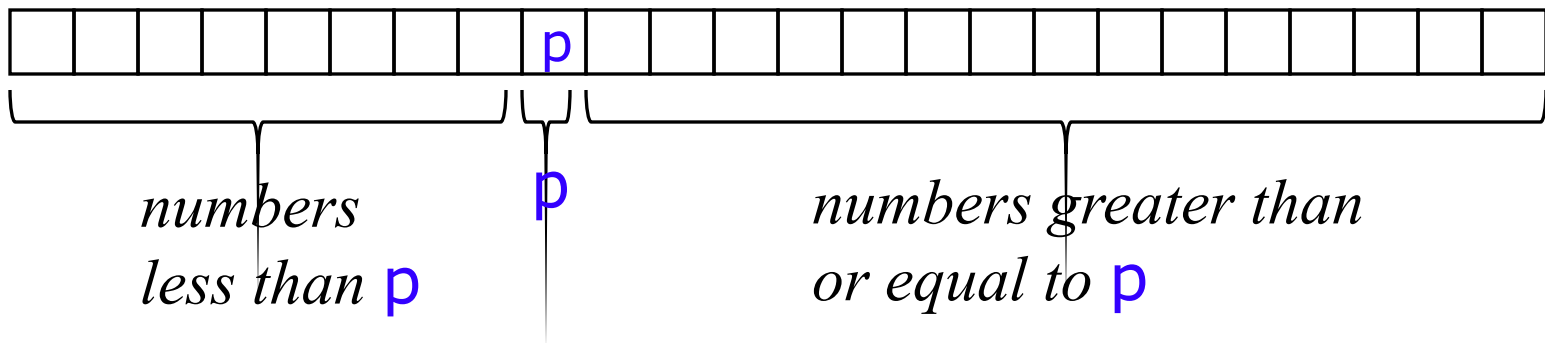 p
p
numbers
less than p
numbers greater than
or equal to p